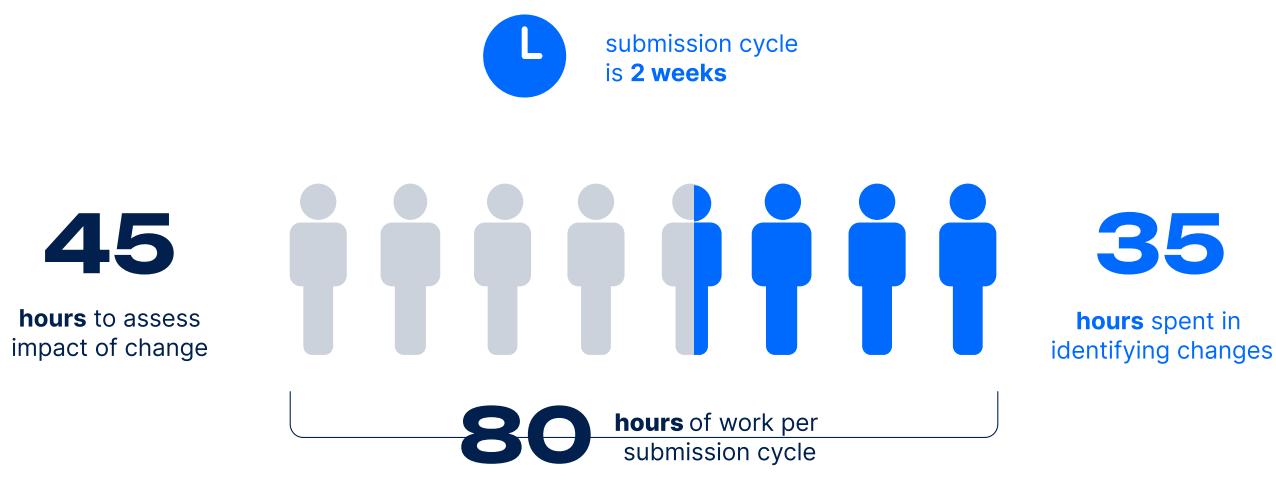 submission cycle
is 2 weeks
45
hours to assess
impact of change
35
hours spent in
identifying changes
80
hours of work per
submission cycle